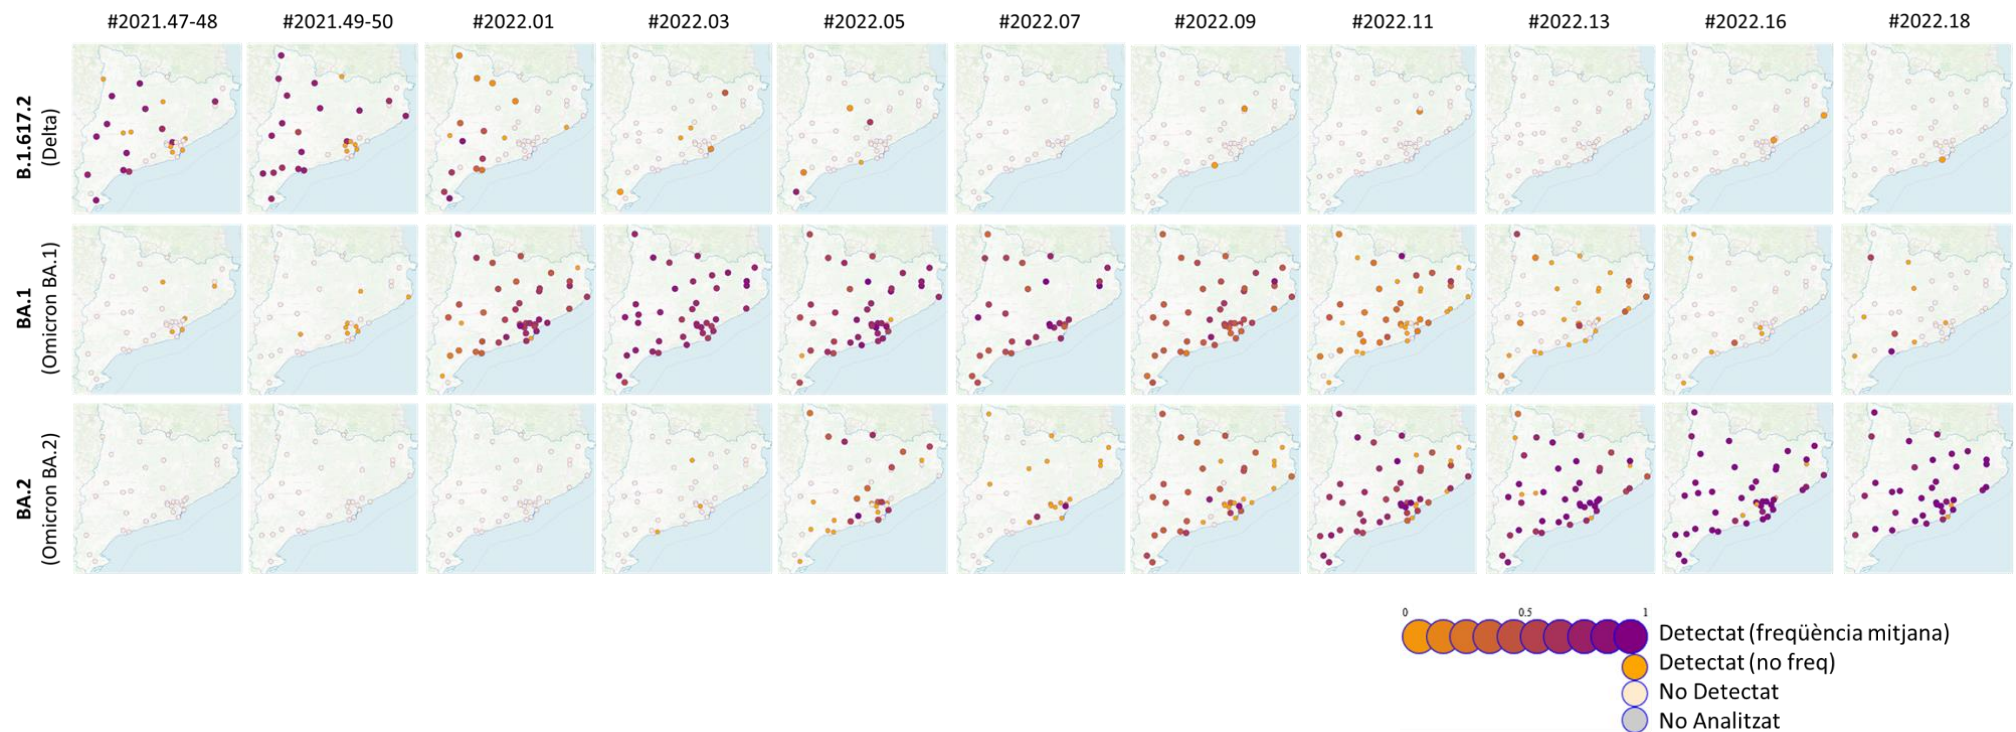 #2021.47-48 #2021.49-50 #2022.01 #2022.03 #2022.05 #2022.07 #2022.09 #2022.11 #2022.13 #2022.16 #2022.18
B.1.617.2
(Delta)
BA.1
(Omicron BA.1)
BA.2
(Omicron BA.2)
0 0.5 1
Detectat (freqüència mitjana)
Detectat (no freq)
No Detectat
No Analitzat